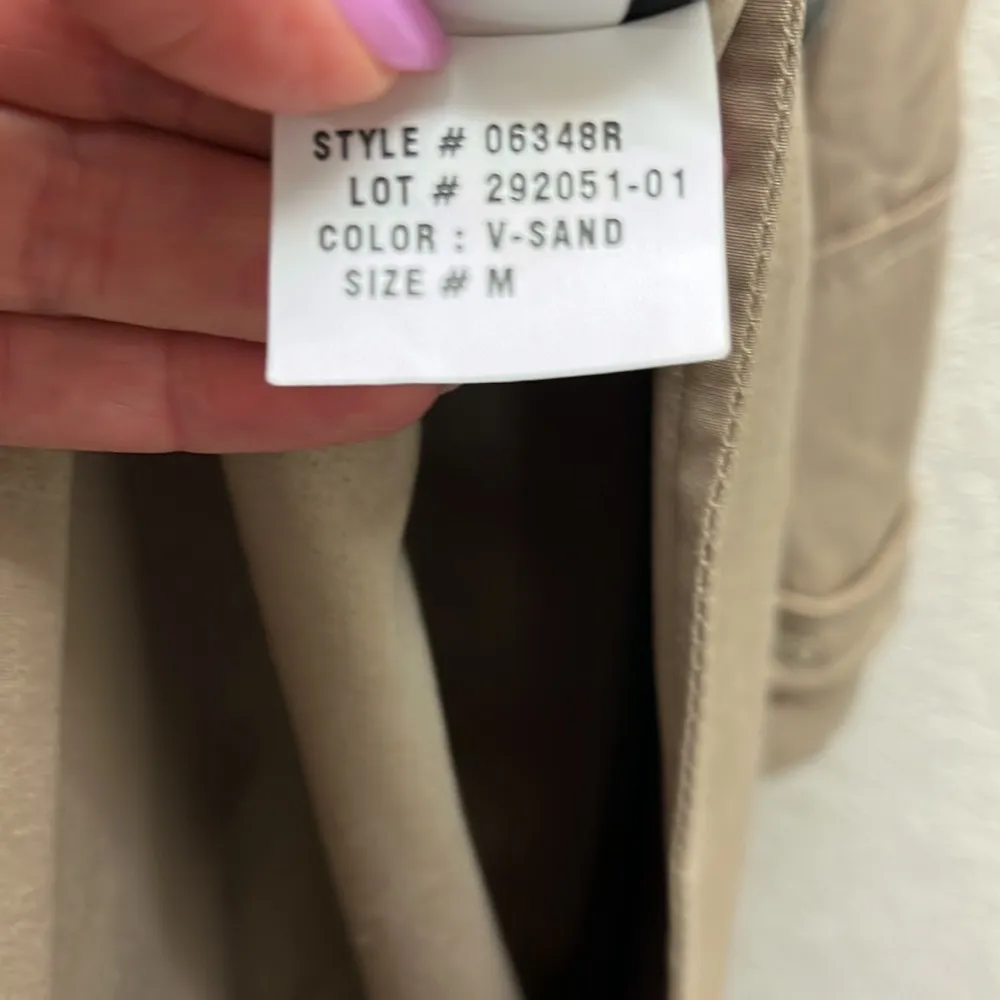 STYLE # 06348R
LOT # 292051-01
COLOR : V-SAND
SIZE # M